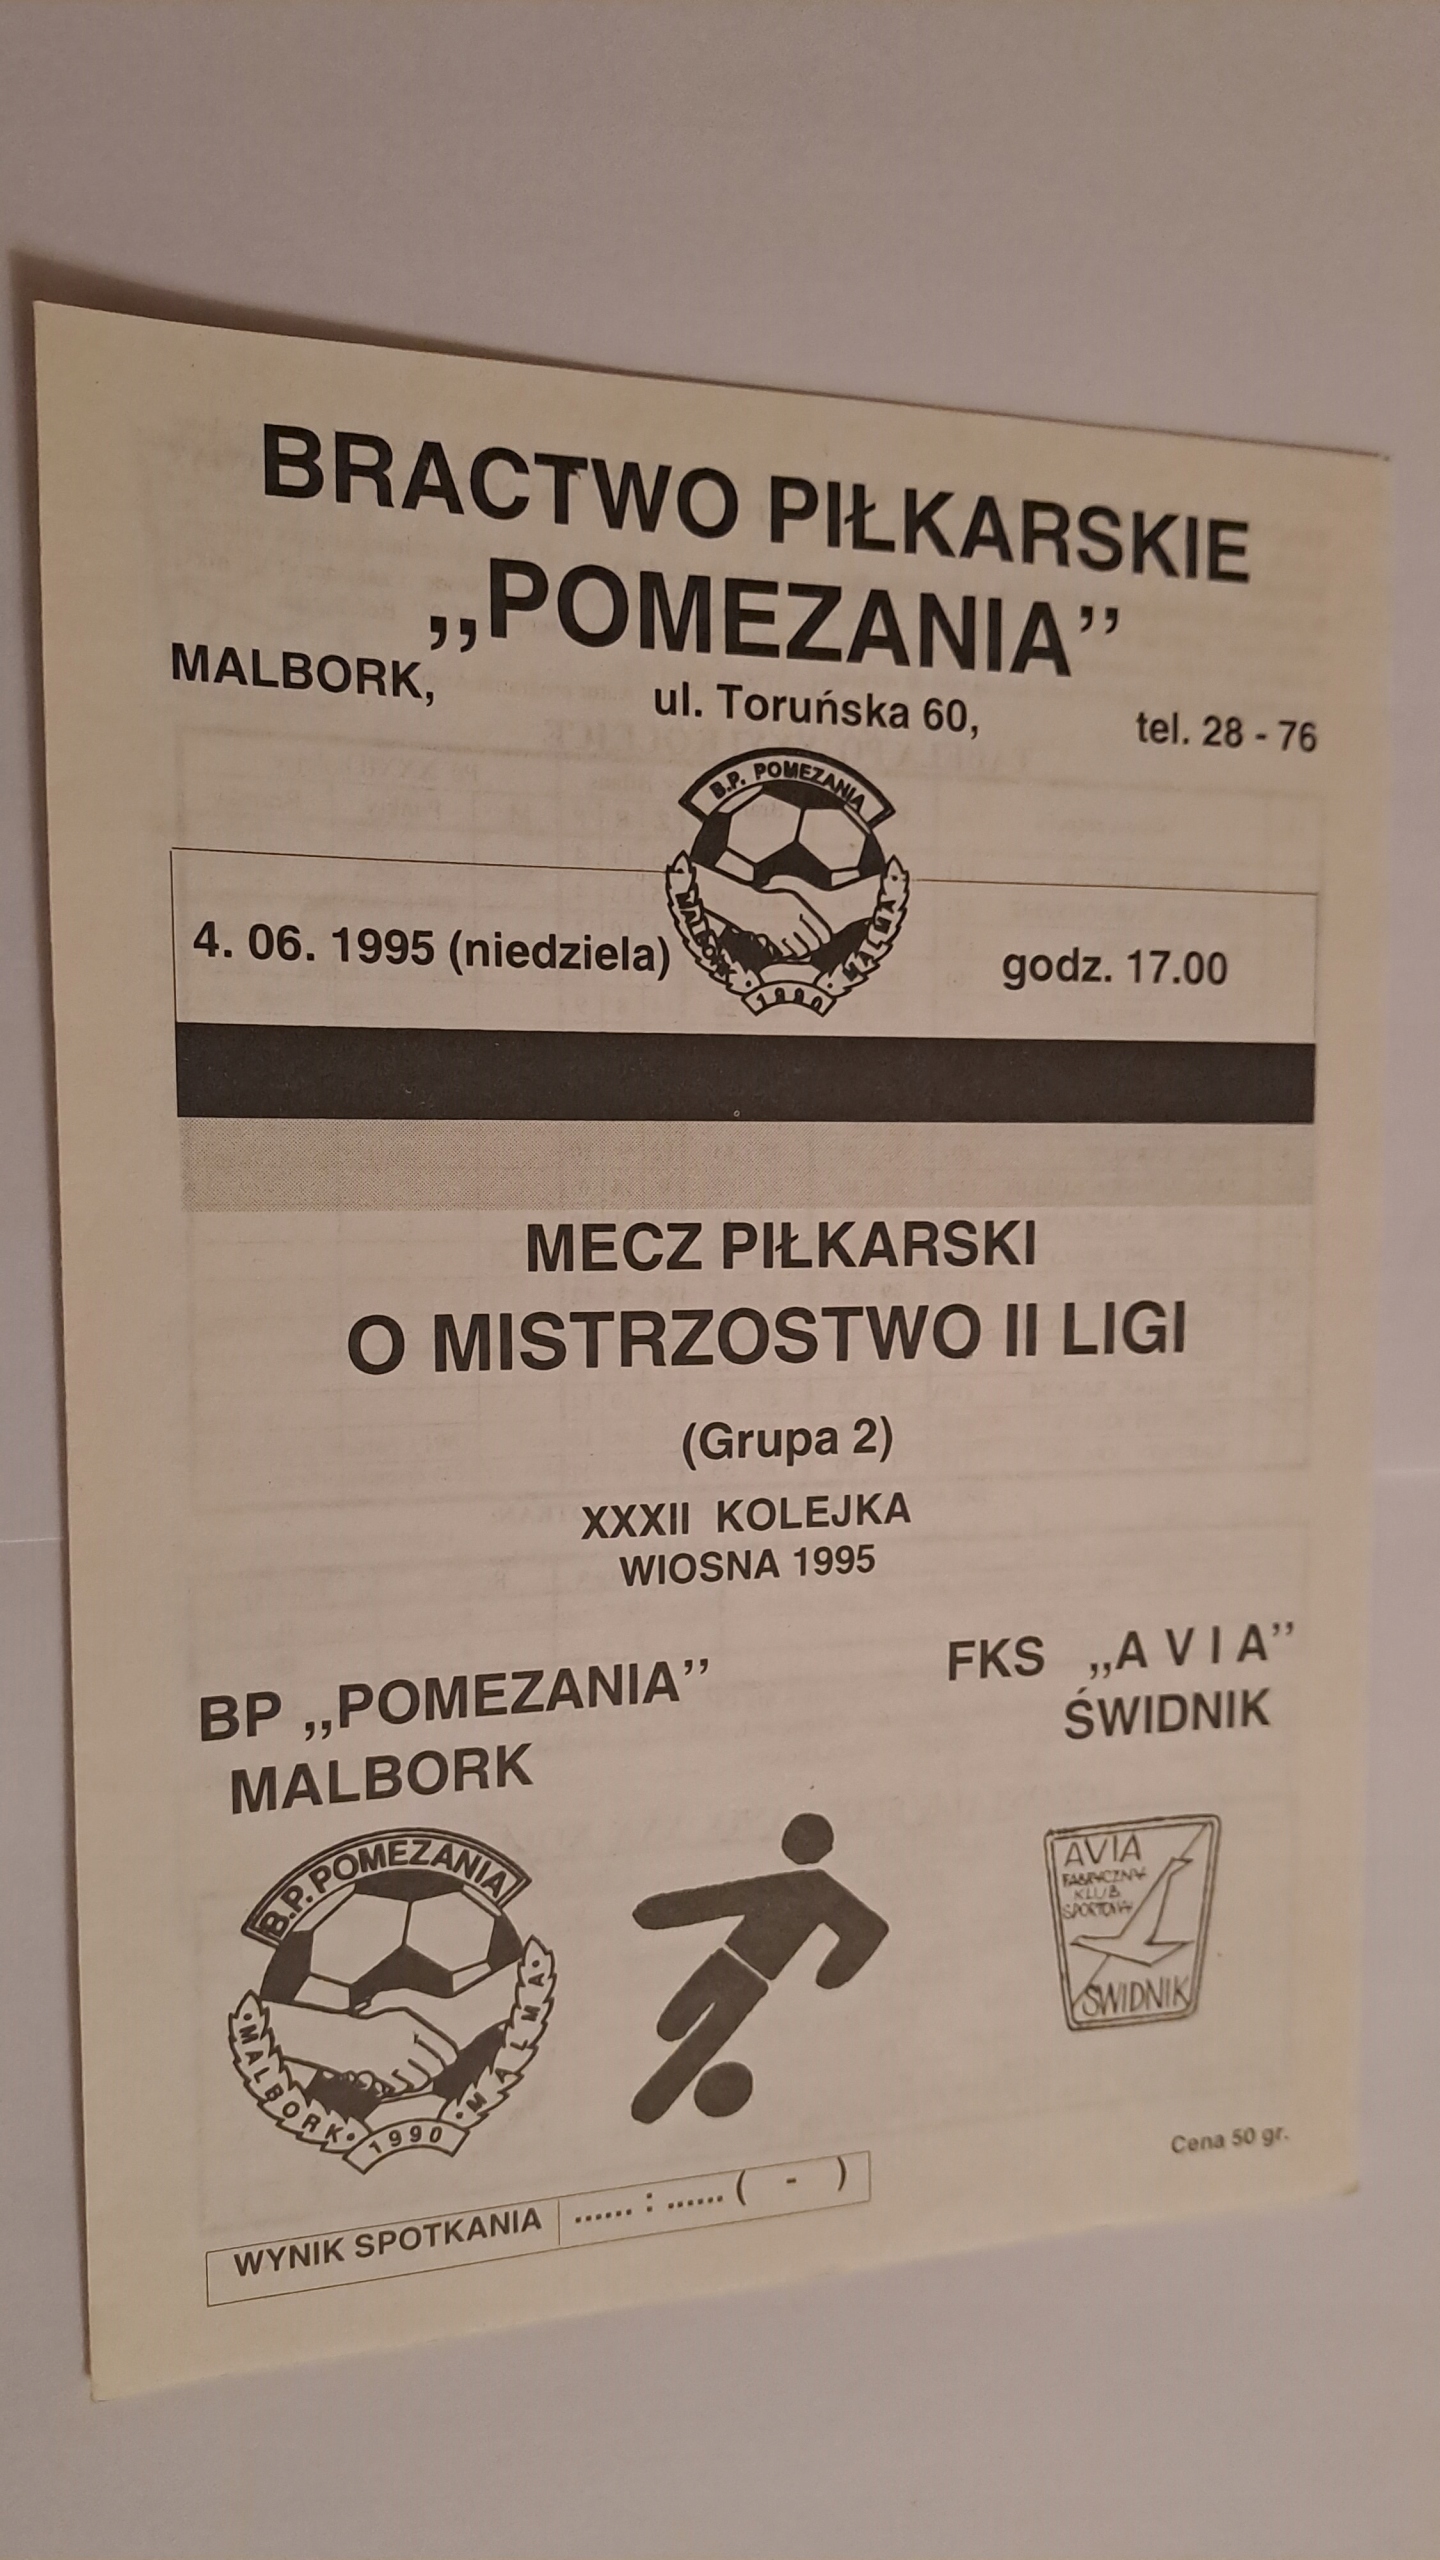 BRACTWO PIŁKARSKIE
„POMEZANIA”
MALBORK, ul. Toruńska 60, tel. 28 - 76
B.P. POMEZANIA
MALBORK • 1990 • MALMA
4. 06. 1995 (niedziela) godz. 17.00
MECZ PIŁKARSKI
O MISTRZOSTWO II LIGI
(Grupa 2)
XXXII KOLEJKA
WIOSNA 1995
BP „POMEZANIA” FKS „A V I A”
MALBORK ŚWIDNIK
B.P. POMEZANIA
• MALBORK • 1990 • MALMA •
AVIA
FABRYCZNY
KLUB
SPORTOWY
ŚWIDNIK
Cena 50 gr.
WYNIK SPOTKANIA ...... : ...... ( - )